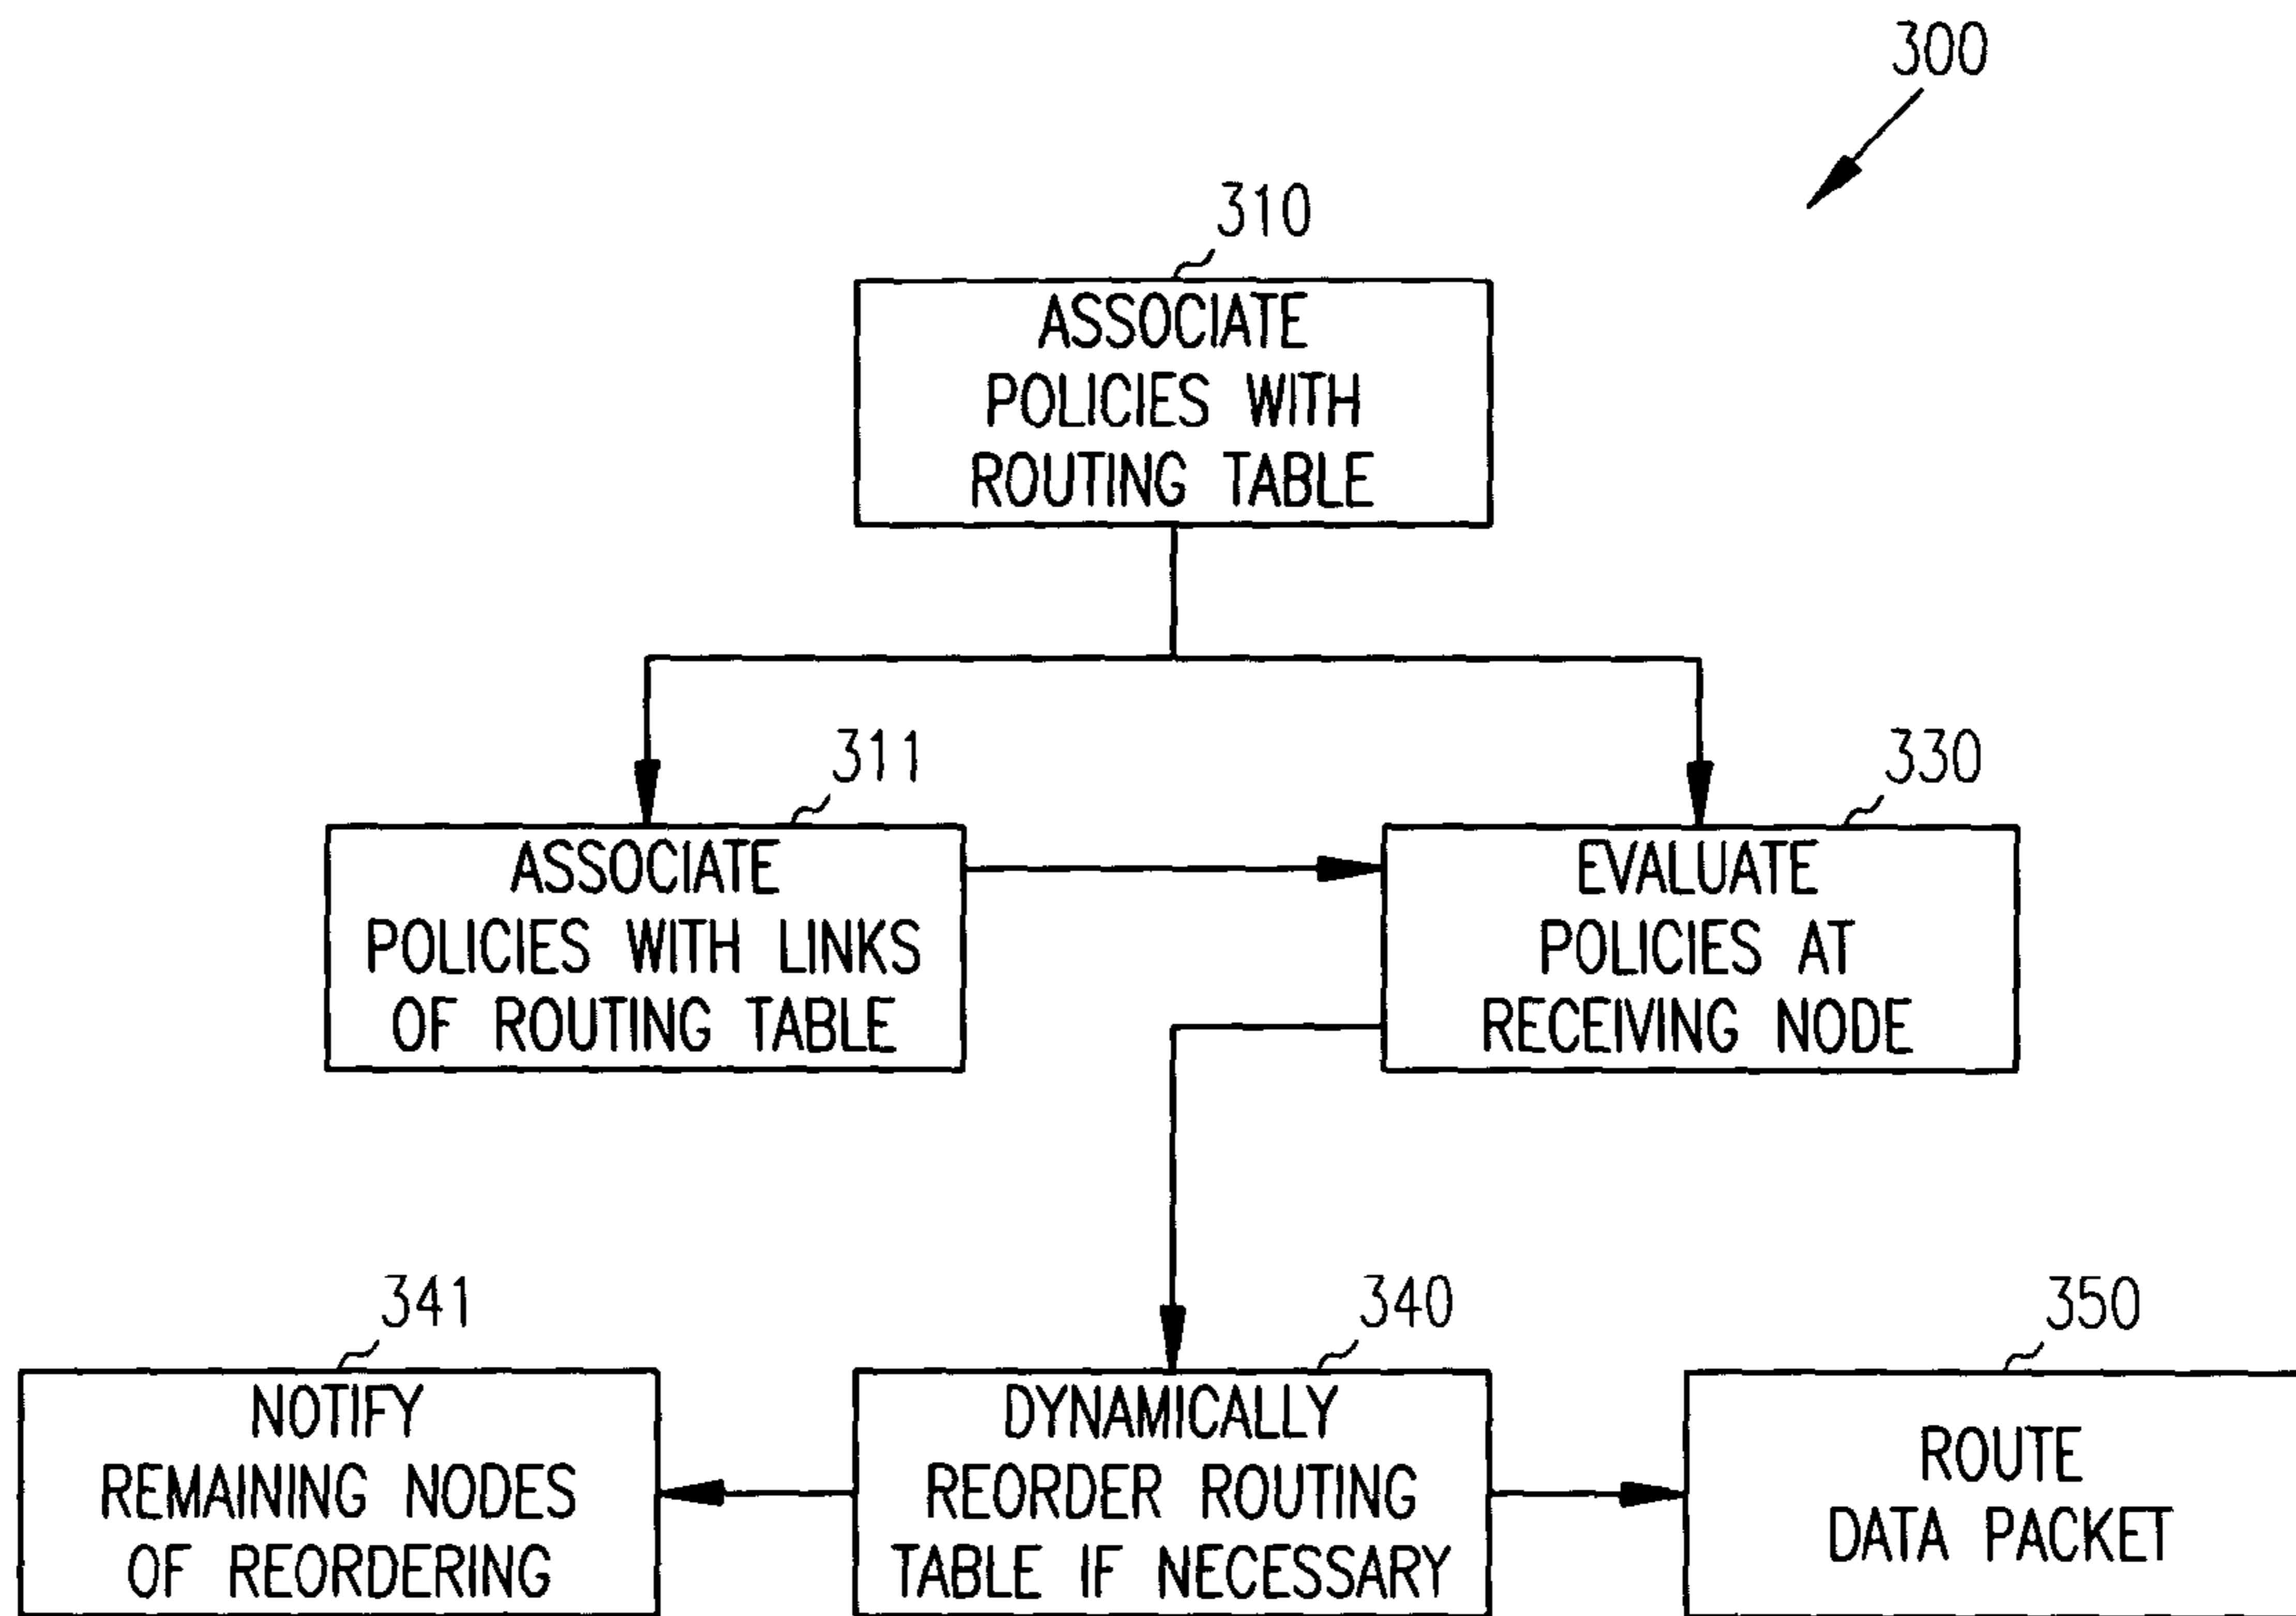 300
310
ASSOCIATE
POLICIES WITH
ROUTING TABLE
311
ASSOCIATE
POLICIES WITH LINKS
OF ROUTING TABLE
330
EVALUATE
POLICIES AT
RECEIVING NODE
341
NOTIFY
REMAINING NODES
OF REORDERING
340
DYNAMICALLY
REORDER ROUTING
TABLE IF NECESSARY
350
ROUTE
DATA PACKET